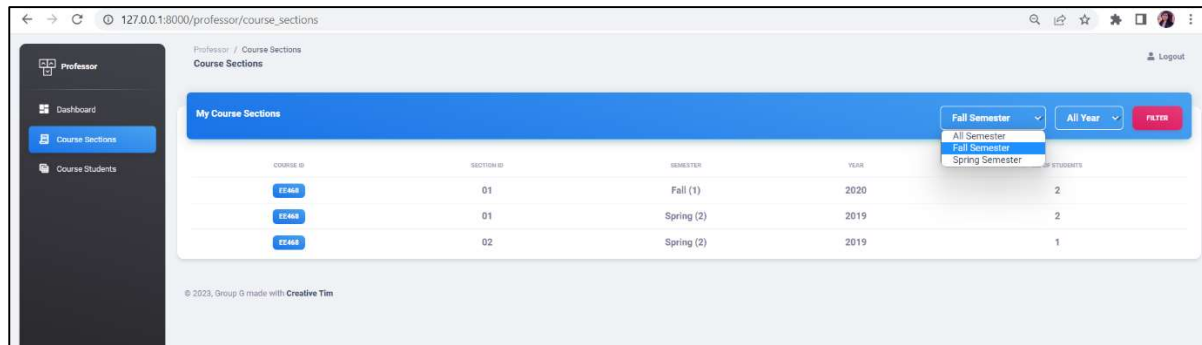 127.0.0.1:8000/professor/course_sections
Professor
Dashboard
Course Sections
Course Students
Professor / Course Sections
Course Sections
Logout
My Course Sections
Fall Semester
All Year
FILTER
All Semester
Fall Semester
Spring Semester
COURSE ID SECTION ID SEMESTER YEAR OF STUDENTS
EE468 01 Fall (1) 2020 2
EE468 01 Spring (2) 2019 2
EE468 02 Spring (2) 2019 1
© 2023, Group G made with Creative Tim